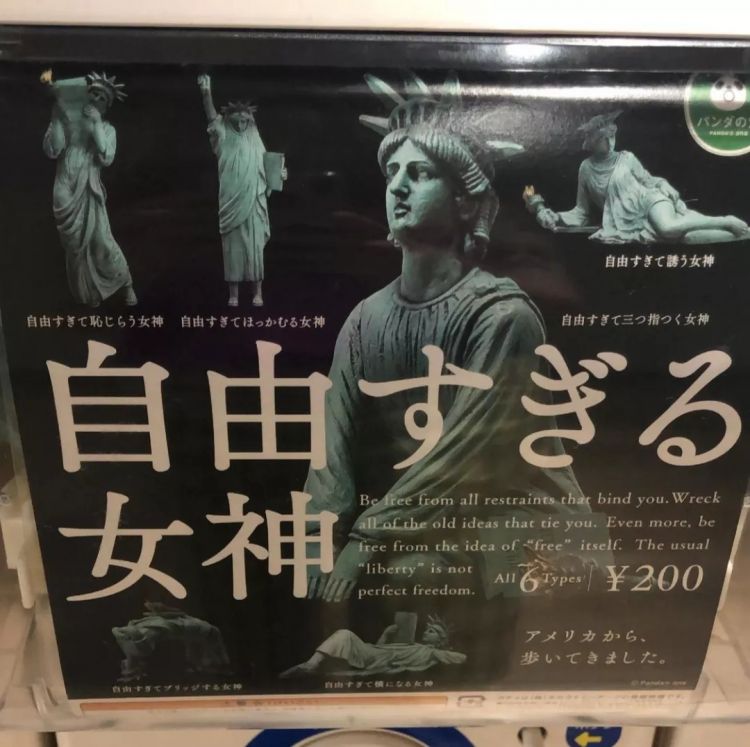 パンダの
自由すぎて誘う女神
自由すぎて恥じらう女神
自由すぎてほっかむる女神
自由すぎて三つ指つく女神
自由すぎる
女神
Be free from all restraints that bind you. Wreck
all of the old ideas that tie you. Even more, be
free from the idea of “free” itself. The usual
“liberty” is not
perfect freedom.
All 6 Types
¥200
アメリカから、
歩いてきました。
自由すぎてブリッジする女神
自由すぎて横になる女神
© Panda's ana